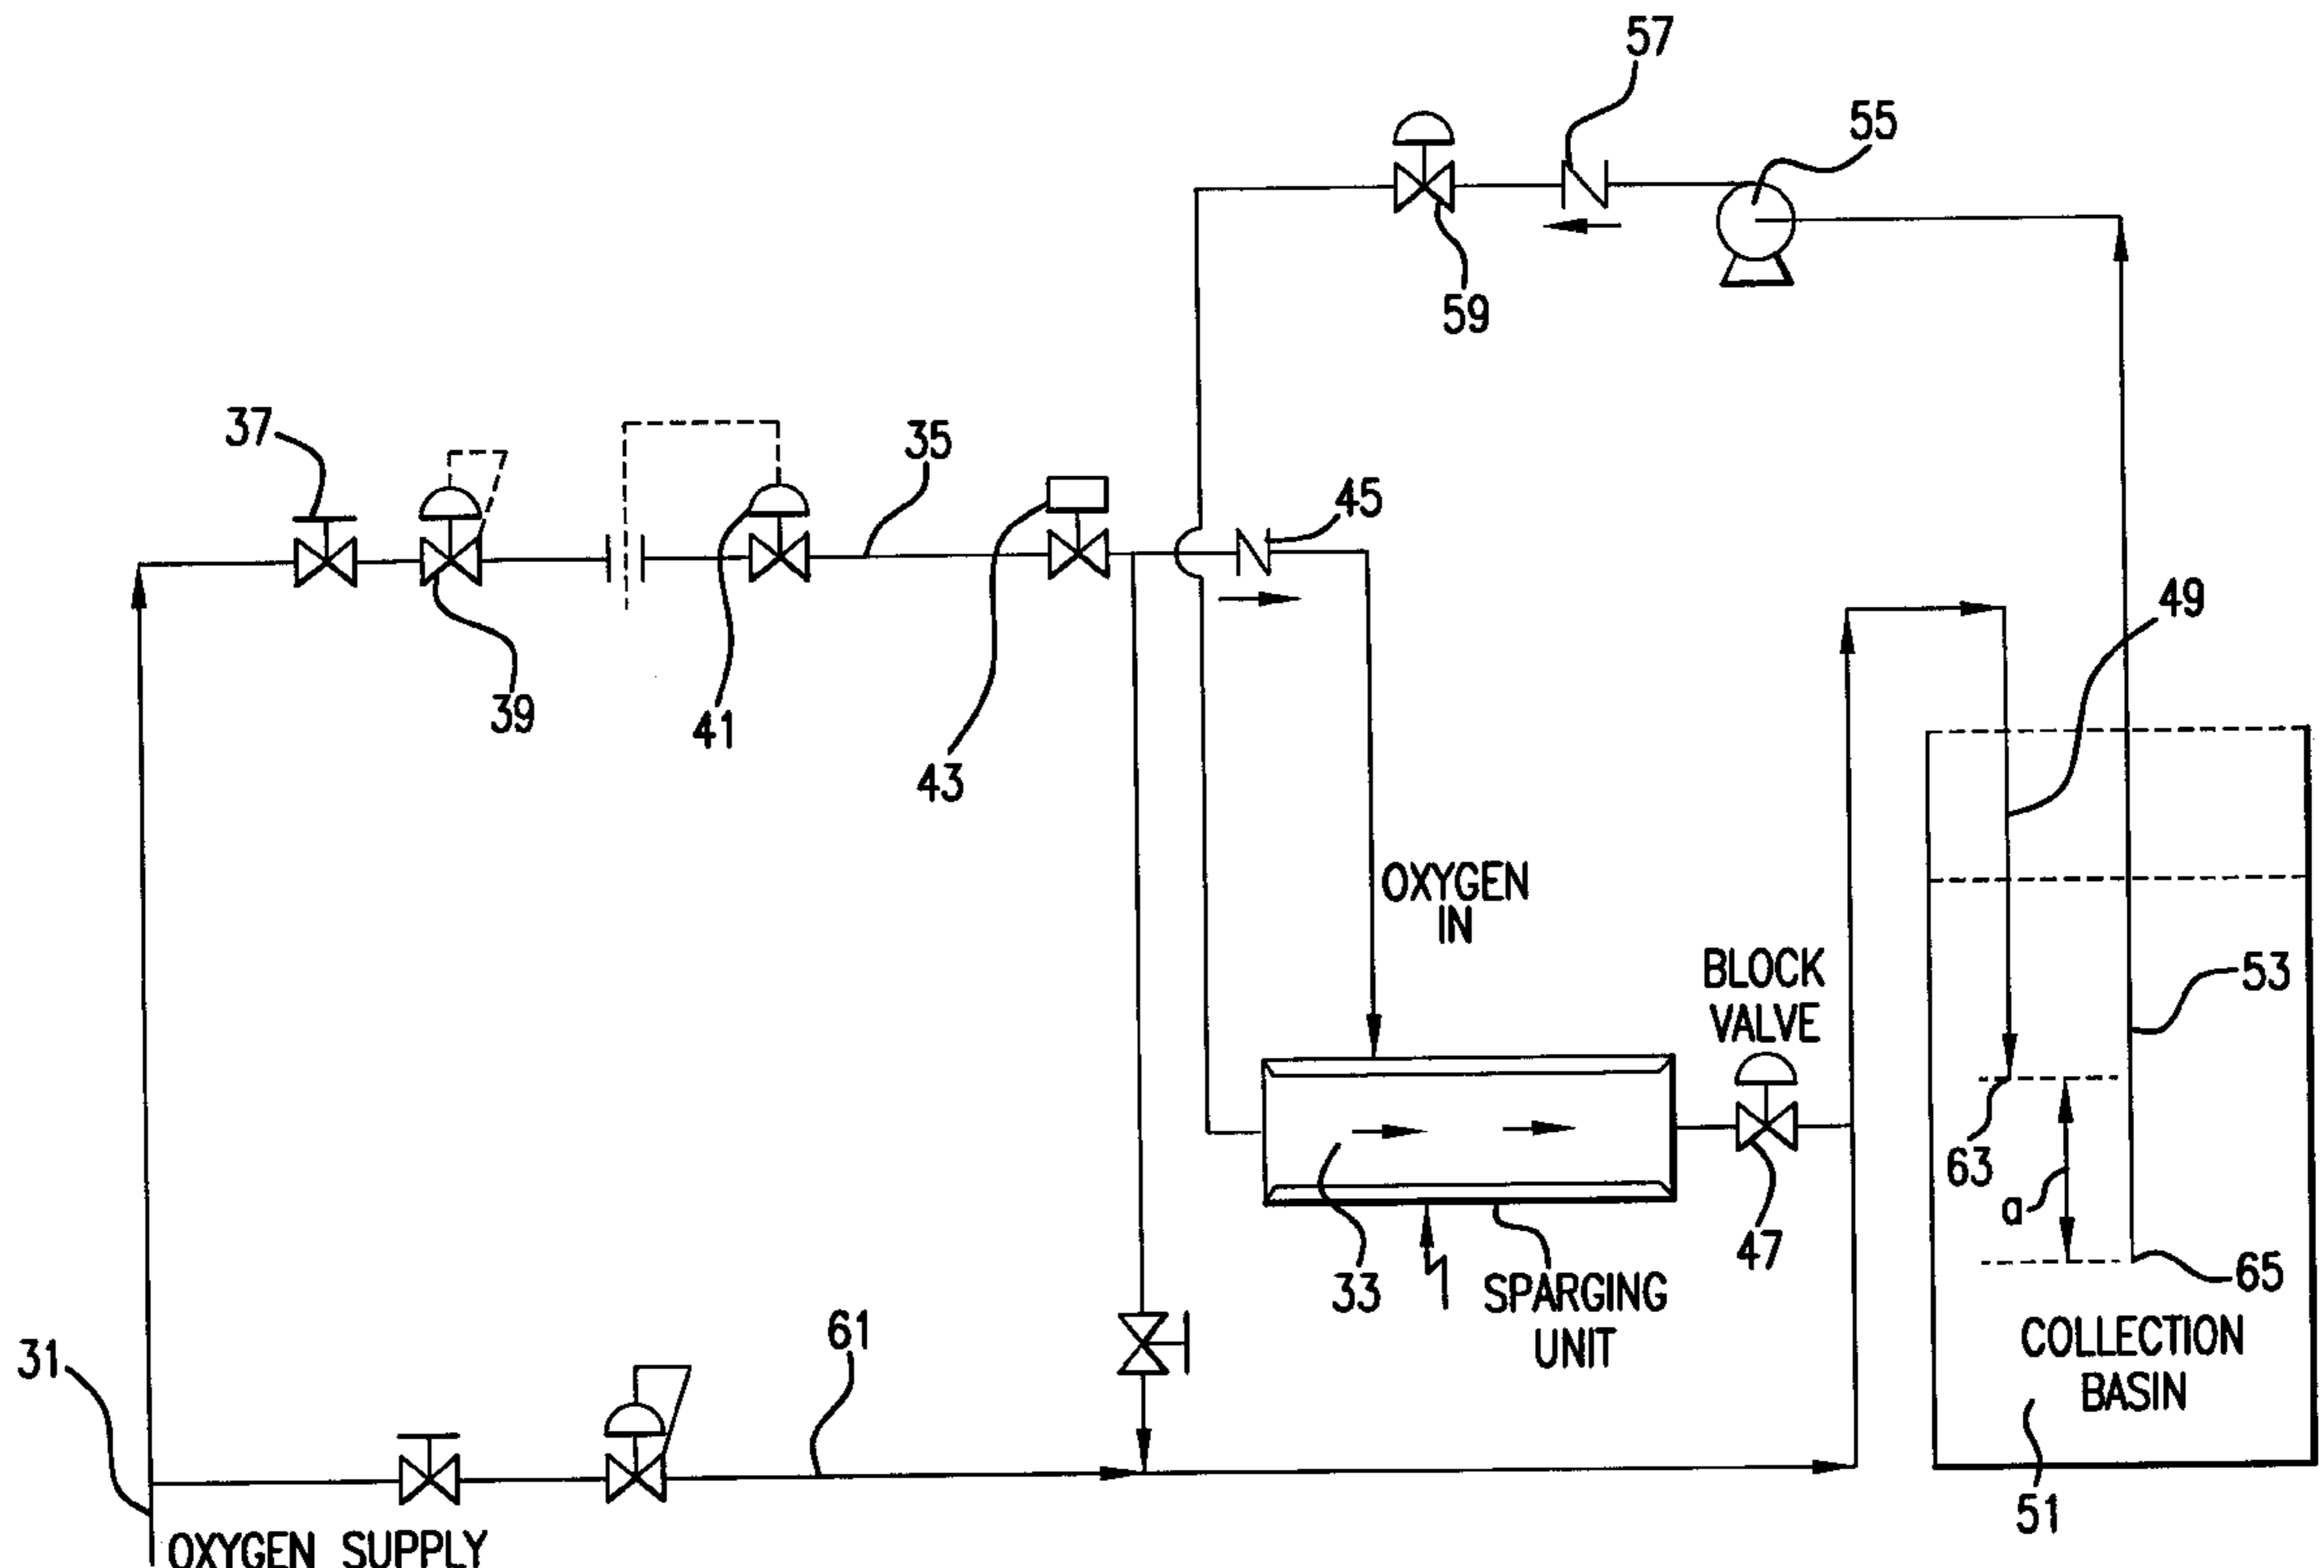 57
55
59
37
35
45
49
39
41
43
OXYGEN
IN
BLOCK
VALVE
53
63
a
47
33
SPARGING
UNIT
65
61
31
COLLECTION
BASIN
51
OXYGEN SUPPLY